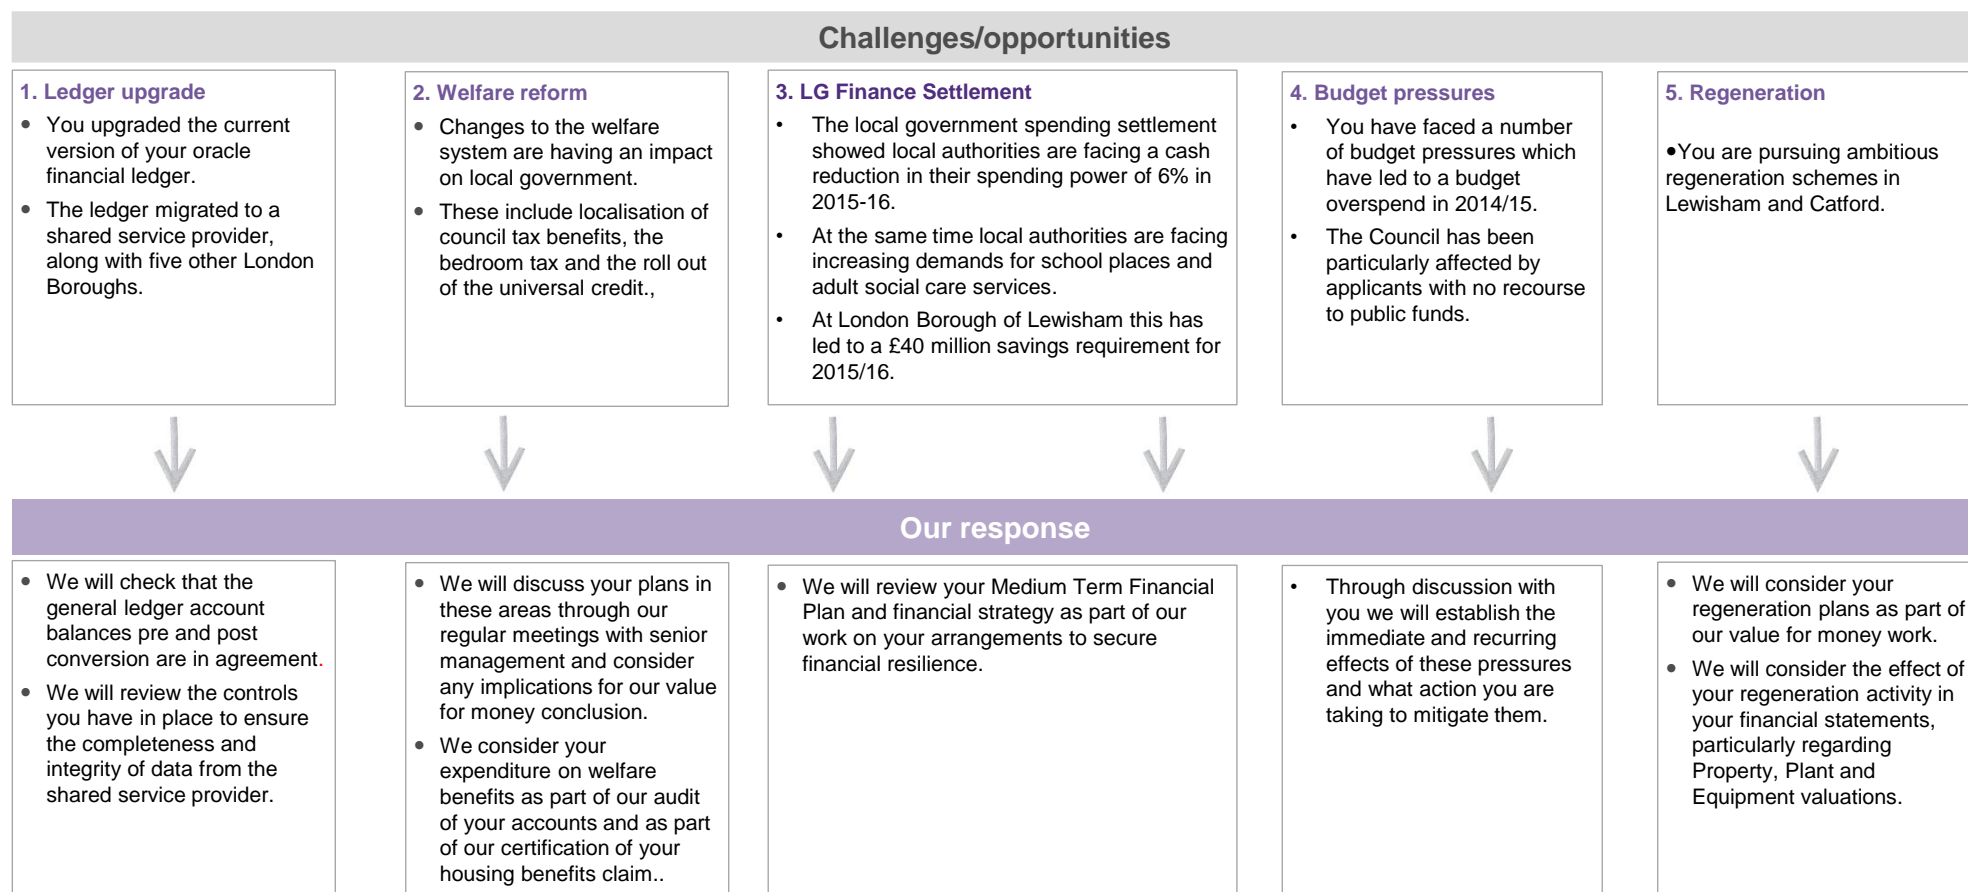 Challenges/opportunities
1. Ledger upgrade
• You upgraded the current
version of your oracle
financial ledger.
• The ledger migrated to a
shared service provider,
along with five other London
Boroughs.
2. Welfare reform
• Changes to the welfare
system are having an impact
on local government.
• These include localisation of
council tax benefits, the
bedroom tax and the roll out
of the universal credit.,
3. LG Finance Settlement
• The local government spending settlement
showed local authorities are facing a cash
reduction in their spending power of 6% in
2015-16.
• At the same time local authorities are facing
increasing demands for school places and
adult social care services.
• At London Borough of Lewisham this has
led to a £40 million savings requirement for
2015/16.
4. Budget pressures
• You have faced a number
of budget pressures which
have led to a budget
overspend in 2014/15.
• The Council has been
particularly affected by
applicants with no recourse
to public funds.
5. Regeneration
•You are pursuing ambitious
regeneration schemes in
Lewisham and Catford.
Our response
• We will check that the
general ledger account
balances pre and post
conversion are in agreement.
• We will review the controls
you have in place to ensure
the completeness and
integrity of data from the
shared service provider.
• We will discuss your plans in
these areas through our
regular meetings with senior
management and consider
any implications for our value
for money conclusion.
• We consider your
expenditure on welfare
benefits as part of our audit
of your accounts and as part
of our certification of your
housing benefits claim..
• We will review your Medium Term Financial
Plan and financial strategy as part of our
work on your arrangements to secure
financial resilience.
• Through discussion with
you we will establish the
immediate and recurring
effects of these pressures
and what action you are
taking to mitigate them.
• We will consider your
regeneration plans as part of
our value for money work.
• We will consider the effect of
your regeneration activity in
your financial statements,
particularly regarding
Property, Plant and
Equipment valuations.